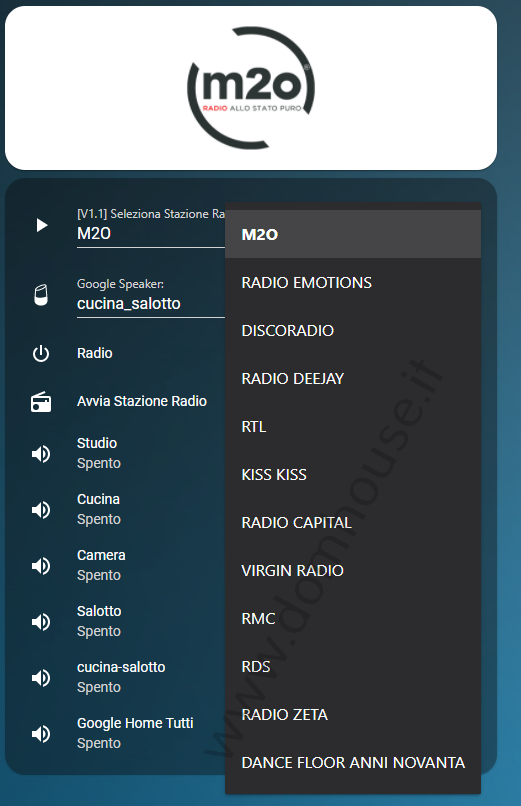 m2o
RADIO ALLO STATO PURO
[V1.1] Seleziona Stazione Ra
M2O
Google Speaker:
cucina_salotto
Radio
Avvia Stazione Radio
Studio
Spento
Cucina
Spento
Camera
Spento
Salotto
Spento
cucina-salotto
Spento
Google Home Tutti
Spento
M2O
RADIO EMOTIONS
DISCORADIO
RADIO DEEJAY
RTL
KISS KISS
RADIO CAPITAL
VIRGIN RADIO
RMC
RDS
RADIO ZETA
DANCE FLOOR ANNI NOVANTA
www.domhouse.it